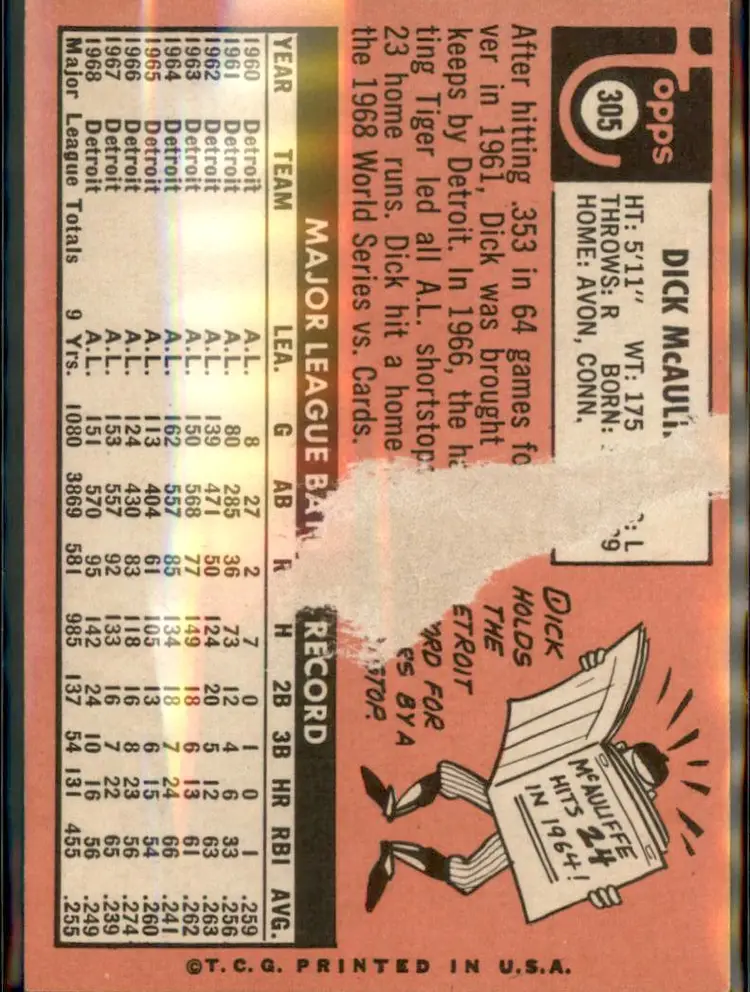 Topps
305
DICK McAULI
HT: 5'11" WT: 175 : L
THROWS: R BORN: 9
HOME: AVON, CONN.
After hitting .353 in 64 games fo
ver in 1961, Dick was brought
keeps by Detroit. In 1966, the ha
ting Tiger led all A.L. shortstop
23 home runs. Dick hit a home
the 1968 World Series vs. Cards.
DICK
HOLDS
THE
ETROIT
ORD FOR
RS BY A
STOP.
McAULIFFE
HITS 24
IN 1964!
MAJOR LEAGUE BA RECORD
YEAR TEAM LEA. G AB R H 2B 3B HR RBI AVG.
1960 Detroit A.L. 8 27 2 7 0 1 0 1 .259
1961 Detroit A.L. 80 285 36 73 12 4 6 33 .256
1962 Detroit A.L. 139 471 50 124 20 5 12 63 .263
1963 Detroit A.L. 150 568 77 149 18 6 13 61 .262
1964 Detroit A.L. 162 557 85 134 18 7 24 66 .241
1965 Detroit A.L. 113 404 61 105 13 6 15 54 .260
1966 Detroit A.L. 124 430 83 118 16 8 23 56 .274
1967 Detroit A.L. 153 557 92 133 16 7 22 65 .239
1968 Detroit A.L. 151 570 95 142 24 10 16 56 .249
Major League Totals 9 Yrs. 1080 3869 581 985 137 54 131 455 .255
©T.C.G. PRINTED IN U.S.A.